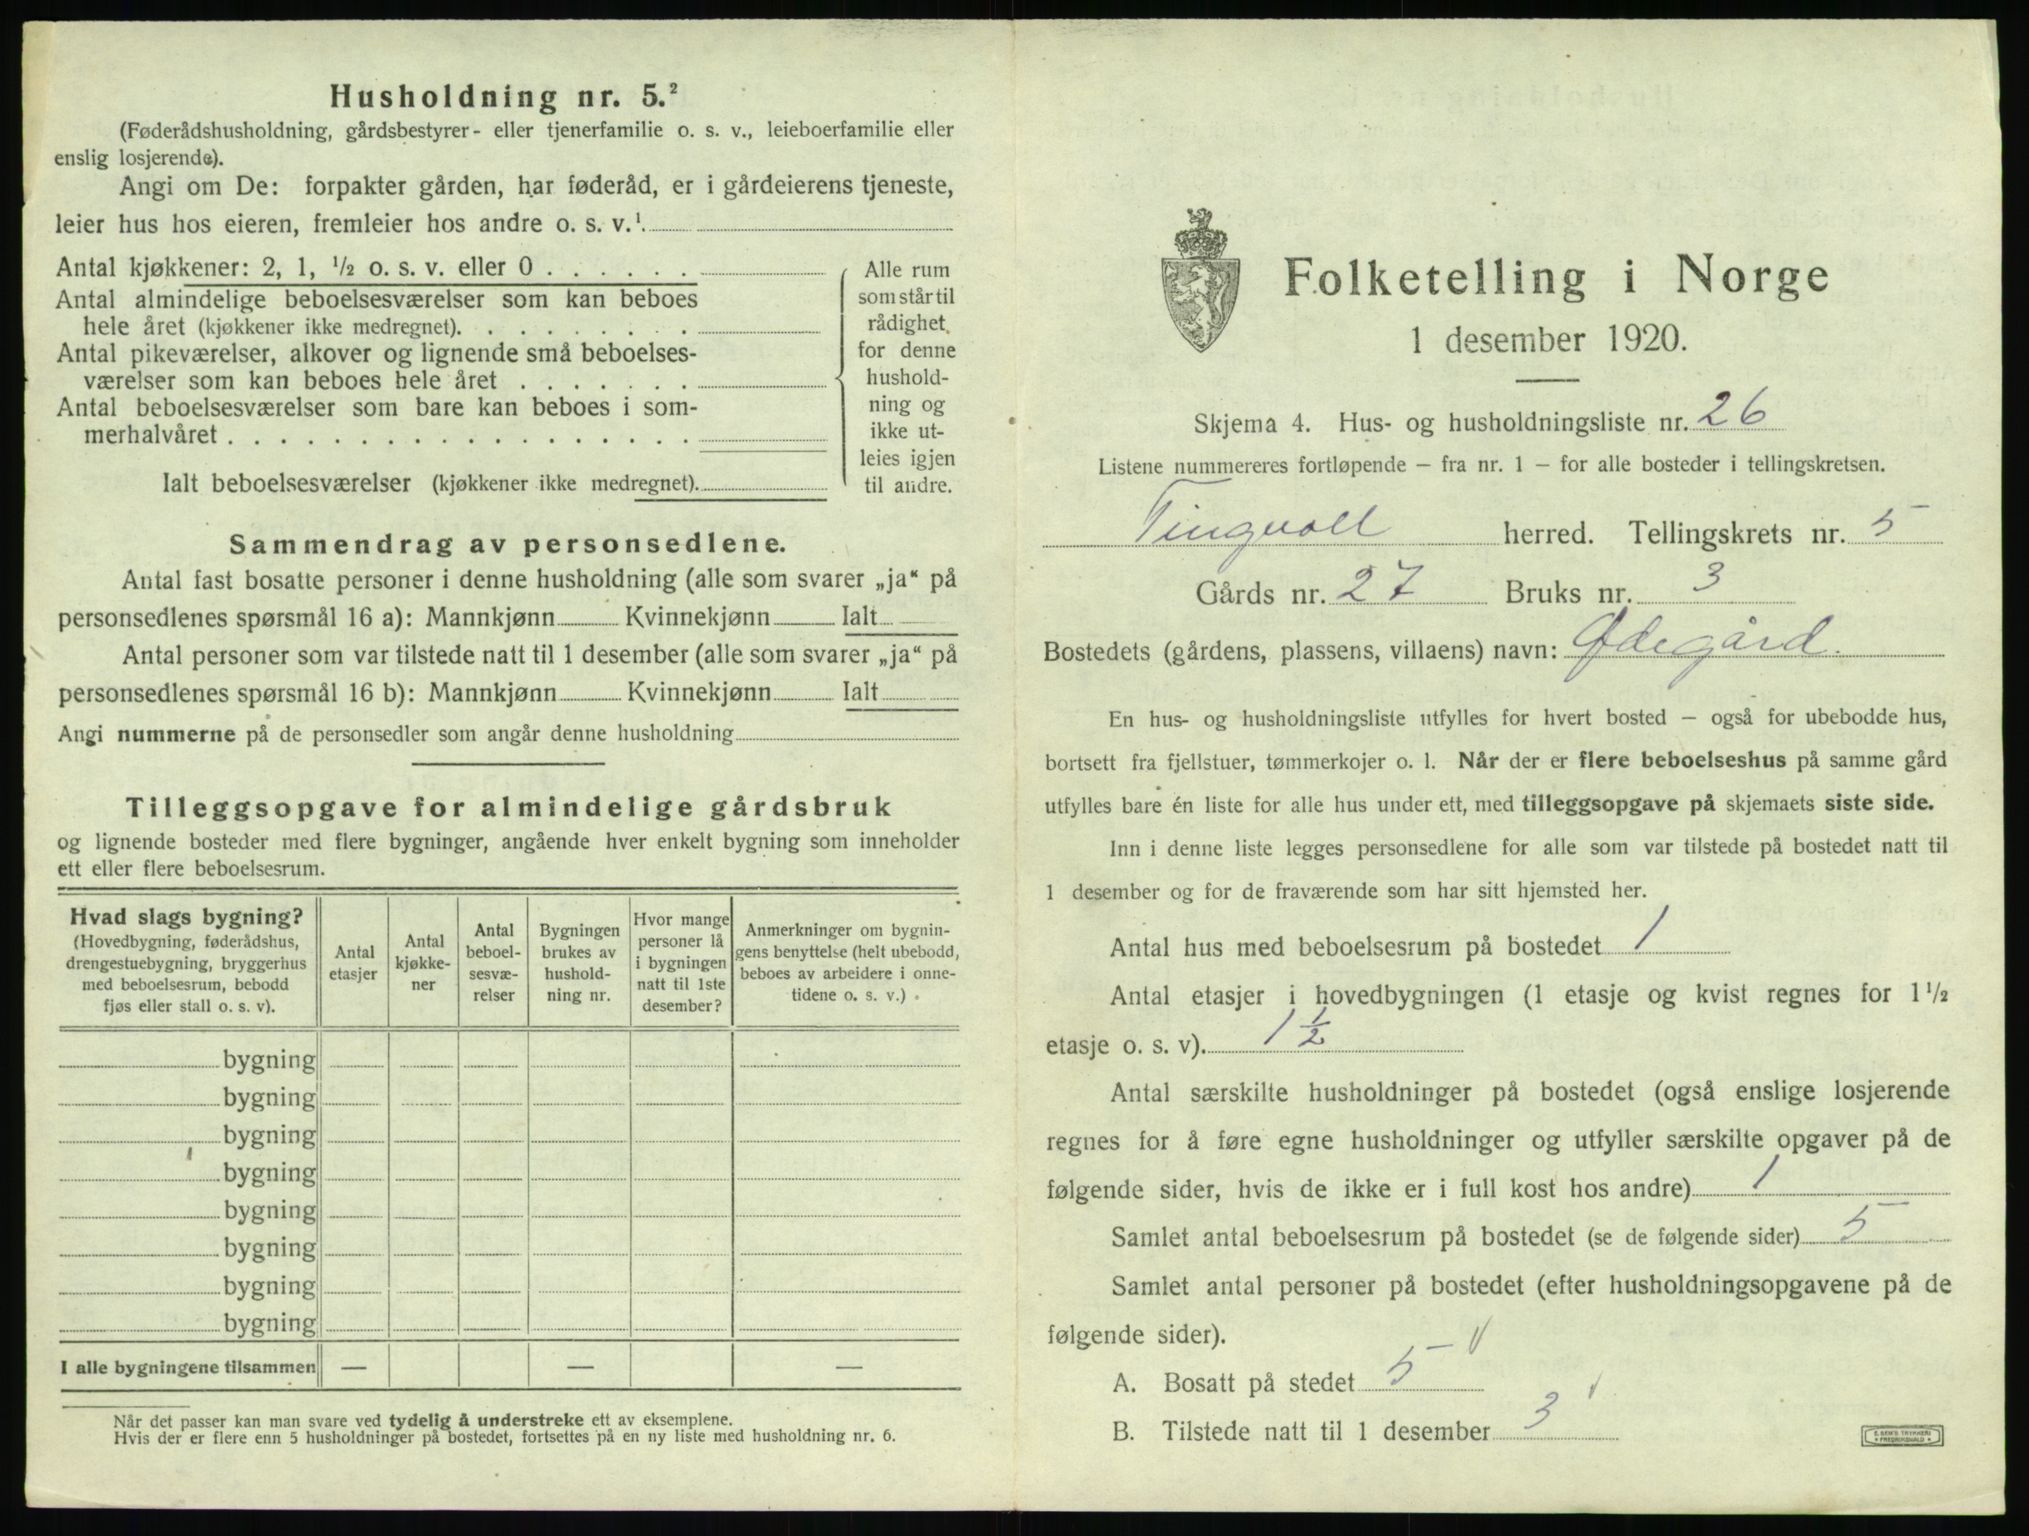 Husholdning nr. 5.²
(Føderådshusholdning, gårdsbestyrer- eller tjenerfamilie o. s. v., leieboerfamilie eller
enslig losjerende).
Angi om De: forpakter gården, har føderåd, er i gårdeierens tjeneste,
leier hus hos eieren, fremleier hos andre o. s. v.¹
Antal kjøkkener: 2, 1, ½ o. s. v. eller 0 . . . . . .
Antal almindelige beboelsesværelser som kan beboes
hele året (kjøkkener ikke medregnet). . . . . . . . .
Antal pikeværelser, alkover og lignende små beboelses-
værelser som kan beboes hele året . . . . . . .
Antal beboelsesværelser som bare kan beboes i som-
merhalvåret . . . . . . . . . . . . . . . . . .
Ialt beboelsesværelser (kjøkkener ikke medregnet).
Alle rum
som står til
rådighet
for denne
hushold-
ning og
ikke ut-
leies igjen
til andre.
Sammendrag av personsedlene.
Antal fast bosatte personer i denne husholdning (alle som svarer „ja“ på
personsedlenes spørsmål 16 a): Mannkjønn Kvinnekjønn Ialt
Antal personer som var tilstede natt til 1 desember (alle som svarer „ja“ på
personsedlenes spørsmål 16 b): Mannkjønn Kvinnekjønn Ialt
Angi nummerne på de personsedler som angår denne husholdning
Tilleggsopgave for almindelige gårdsbruk
og lignende bosteder med flere bygninger, angående hver enkelt bygning som inneholder
ett eller flere beboelsesrum.
Hvad slags bygning?
(Hovedbygning, føderådshus,
drengestuebygning, bryggerhus
med beboelsesrum, bebodd
fjøs eller stall o. s. v).
Antal
etasjer
Antal
kjøkke-
ner
Antal
beboel-
sesvæ-
relser
Bygningen
brukes av
hushold-
ning nr.
Hvor mange
personer lå
i bygningen
natt til 1ste
desember?
Anmerkninger om bygnin-
gens benyttelse (helt ubebodd,
beboes av arbeidere i onne-
tidene o. s. v.)
bygning
bygning
bygning
bygning
bygning
bygning
bygning
bygning
I alle bygningene tilsammen — — —
Når det passer kan man svare ved tydelig å understreke ett av eksemplene.
Hvis der er flere enn 5 husholdninger på bostedet, fortsettes på en ny liste med husholdning nr. 6.
Folketelling i Norge
1 desember 1920.
Skjema 4. Hus- og husholdningsliste nr. 26
Listene nummereres fortløpende — fra nr. 1 — for alle bosteder i tellingskretsen.
Tingvoll herred. Tellingskrets nr. 5
Gårds nr. 27 Bruks nr. 3
Bostedets (gårdens, plassens, villaens) navn: Ødegård.
En hus- og husholdningsliste utfylles for hvert bosted — også for ubebodde hus,
bortsett fra fjellstuer, tømmerkojer o. l. Når der er flere beboelseshus på samme gård
utfylles bare én liste for alle hus under ett, med tilleggsopgave på skjemaets siste side.
Inn i denne liste legges personsedlene for alle som var tilstede på bostedet natt til
1 desember og for de fraværende som har sitt hjemsted her.
Antal hus med beboelsesrum på bostedet 1
Antal etasjer i hovedbygningen (1 etasje og kvist regnes for 1½
etasje o. s. v). 1½
Antal særskilte husholdninger på bostedet (også enslige losjerende
regnes for å føre egne husholdninger og utfyller særskilte opgaver på de
følgende sider, hvis de ikke er i full kost hos andre) 1
Samlet antal beboelsesrum på bostedet (se de følgende sider) 5
Samlet antal personer på bostedet (efter husholdningsopgavene på de
følgende sider).
A. Bosatt på stedet 5
B. Tilstede natt til 1 desember 3